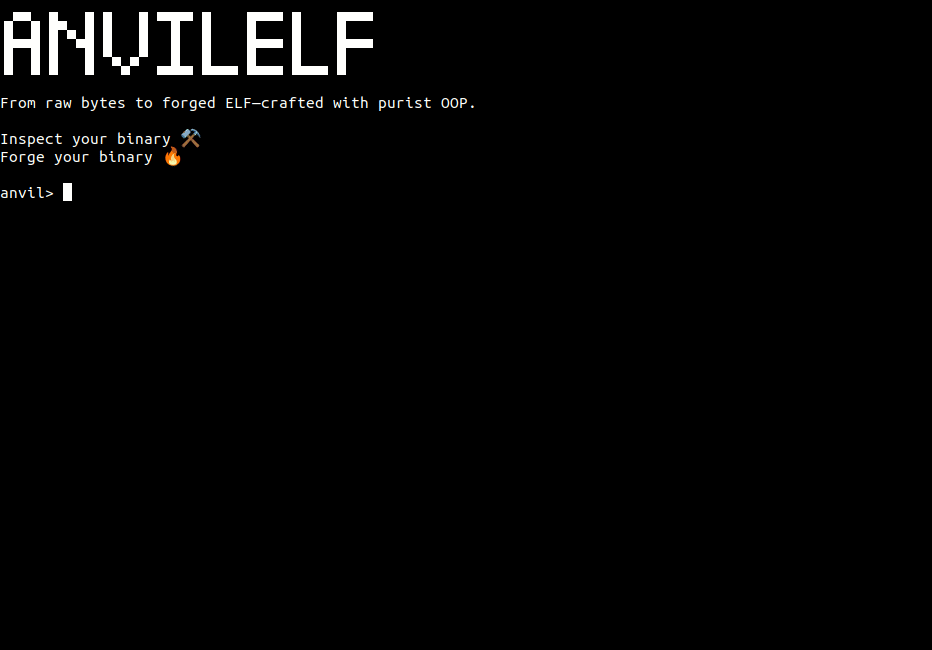 ANVILELF
From raw bytes to forged ELF—crafted with purist OOP.
Inspect your binary ⚒️
Forge your binary 🔥
anvil>